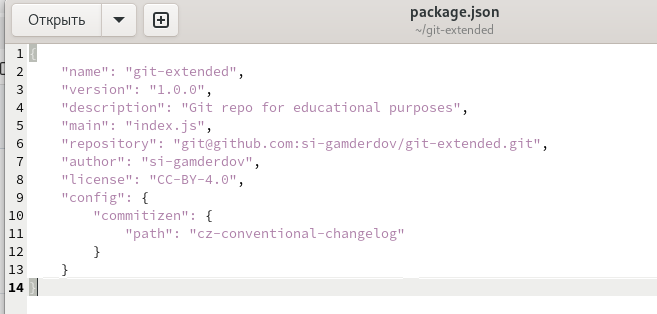 Открыть
package.json
~/git-extended
1 {
2 "name": "git-extended",
3 "version": "1.0.0",
4 "description": "Git repo for educational purposes",
5 "main": "index.js",
6 "repository": "git@github.com:si-gamderdov/git-extended.git",
7 "author": "si-gamderdov",
8 "license": "CC-BY-4.0",
9 "config": {
10 "commitizen": {
11 "path": "cz-conventional-changelog"
12 }
13 }
14 }